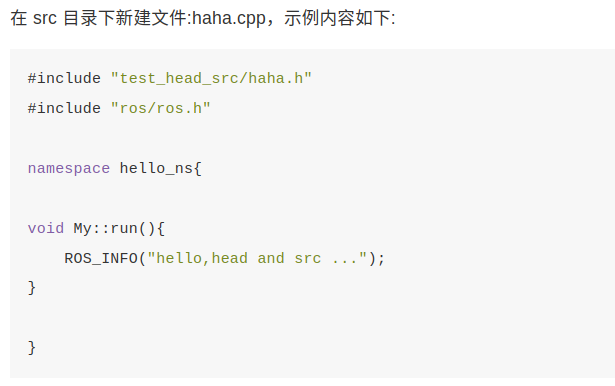 在 src 目录下新建文件:haha.cpp，示例内容如下:
#include "test_head_src/haha.h"
#include "ros/ros.h"
namespace hello_ns{
void My::run(){
    ROS_INFO("hello,head and src ...");
}
}